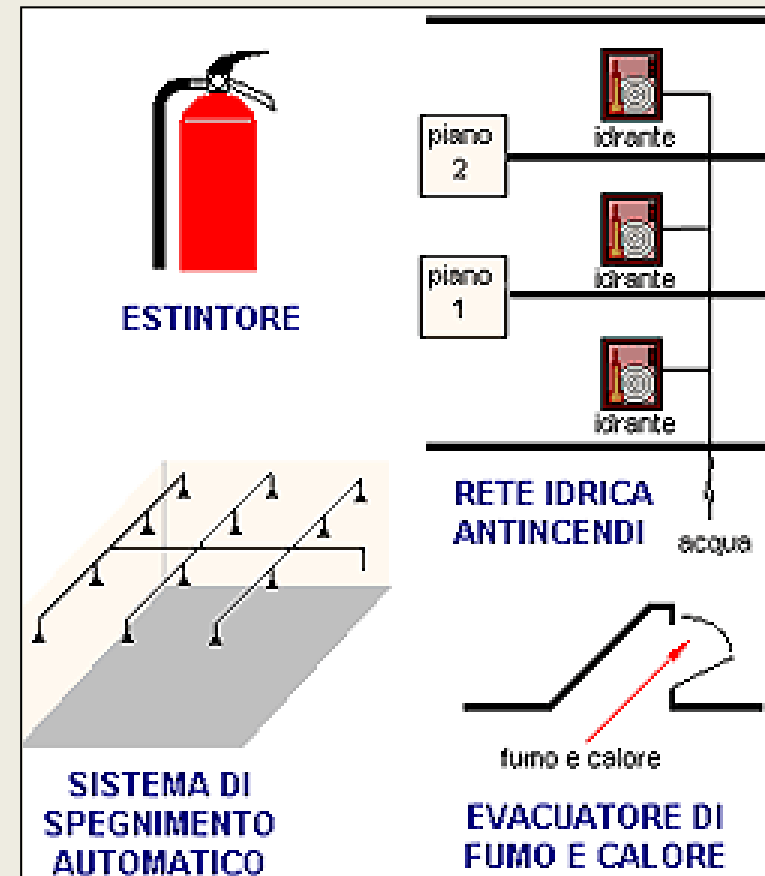 ESTINTORE
idrante
piano
2
idrante
piano
1
idrante
RETE IDRICA
ANTINCENDI
acqua
SISTEMA DI
SPEGNIMENTO
AUTOMATICO
fumo e calore
EVACUATORE DI
FUMO E CALORE